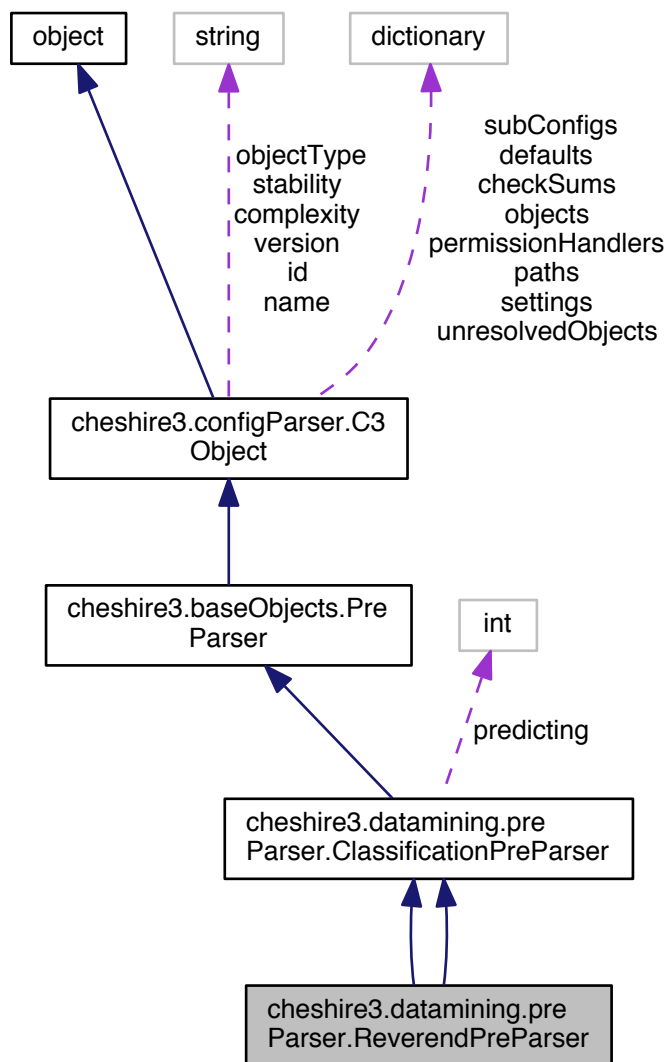 object
string
dictionary
objectType
stability
complexity
version
id
name
subConfigs
defaults
checkSums
objects
permissionHandlers
paths
settings
unresolvedObjects
cheshire3.configParser.C3
Object
cheshire3.baseObjects.Pre
Parser
int
predicting
cheshire3.datamining.pre
Parser.ClassificationPreParser
cheshire3.datamining.pre
Parser.ReverendPreParser